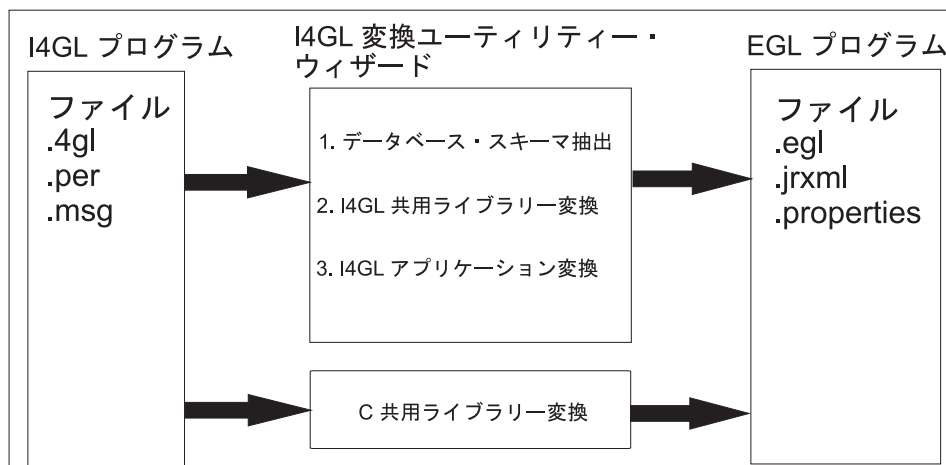 I4GL プログラム
ファイル
.4gl
.per
.msg
I4GL 変換ユーティリティー・
ウィザード
1. データベース・スキーマ抽出
2. I4GL 共用ライブラリー変換
3. I4GL アプリケーション変換
C 共用ライブラリー変換
EGL プログラム
ファイル
.egl
.jrxml
.properties